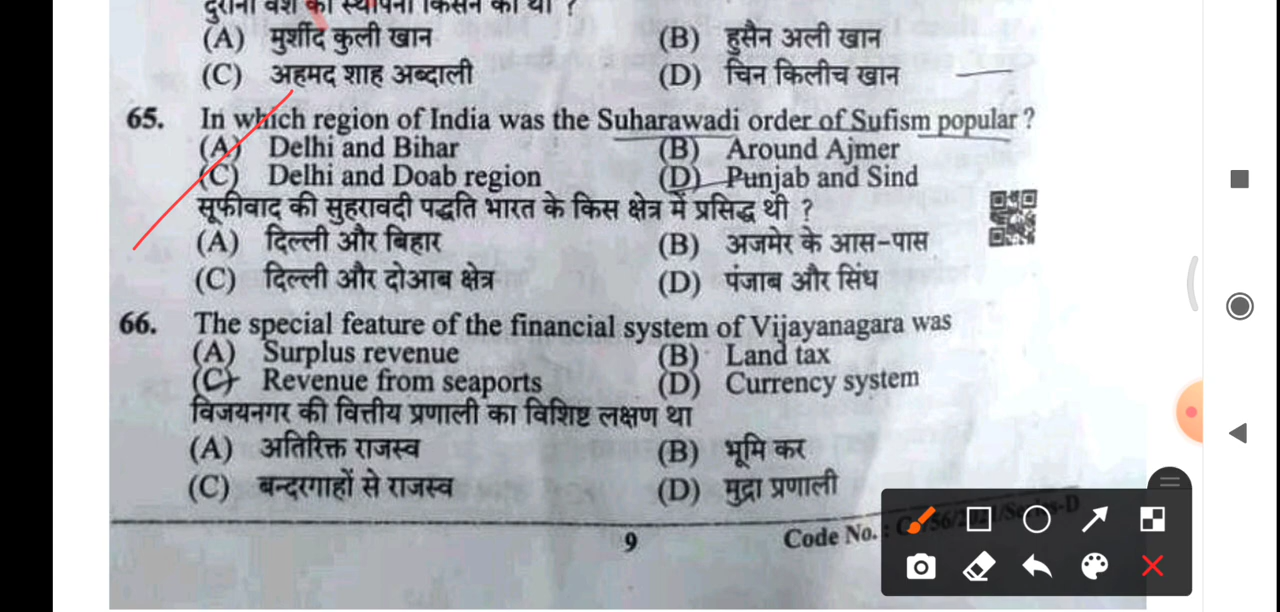 दुर्रानी वंश की स्थापना किसने की थी ?
(A) मुर्शीद कुली खान (B) हुसैन अली खान
(C) अहमद शाह अब्दाली (D) चिन किलीच खान
65. In which region of India was the Suharawadi order of Sufism popular ?
(A) Delhi and Bihar (B) Around Ajmer
(C) Delhi and Doab region (D) Punjab and Sind
सूफीवाद की सुहरावदी पद्धति भारत के किस क्षेत्र में प्रसिद्ध थी ?
(A) दिल्ली और बिहार (B) अजमेर के आस-पास
(C) दिल्ली और दोआब क्षेत्र (D) पंजाब और सिंध
66. The special feature of the financial system of Vijayanagara was
(A) Surplus revenue (B) Land tax
(C) Revenue from seaports (D) Currency system
विजयनगर की वित्तीय प्रणाली का विशिष्ट लक्षण था
(A) अतिरिक्त राजस्व (B) भूमि कर
(C) बन्दरगाहों से राजस्व (D) मुद्रा प्रणाली
9 Code No. :